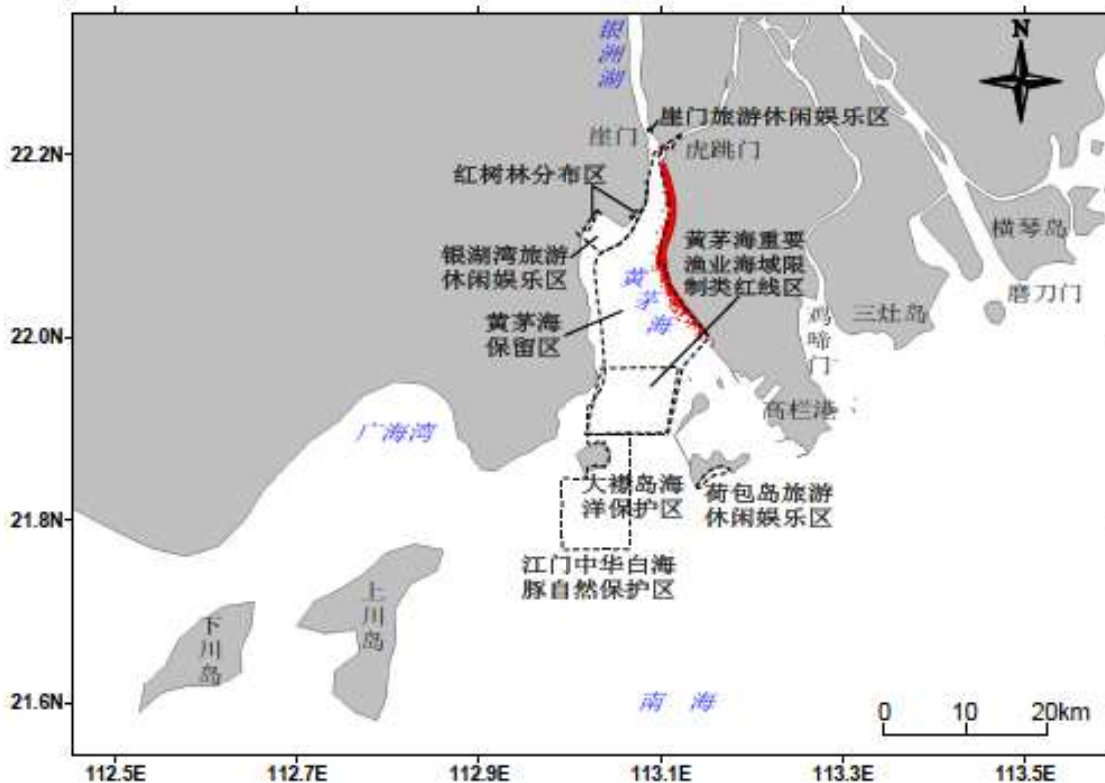 N
银洲湖
崖门旅游休闲娱乐区
崖门
虎跳门
22.2N
红树林分布区
黄茅海重要
渔业海域限
制类红线区
银湖湾旅游
休闲娱乐区
横琴岛
磨刀门
黄茅海
黄茅海
保留区
三灶岛
鸡啼门
22.0N
高栏港
广海湾
大襟岛海
洋保护区
荷包岛旅游
休闲娱乐区
21.8N
江门中华白海
豚自然保护区
上川岛
下川岛
21.6N
南 海
0 10 20km
112.5E 112.7E 112.9E 113.1E 113.3E 113.5E